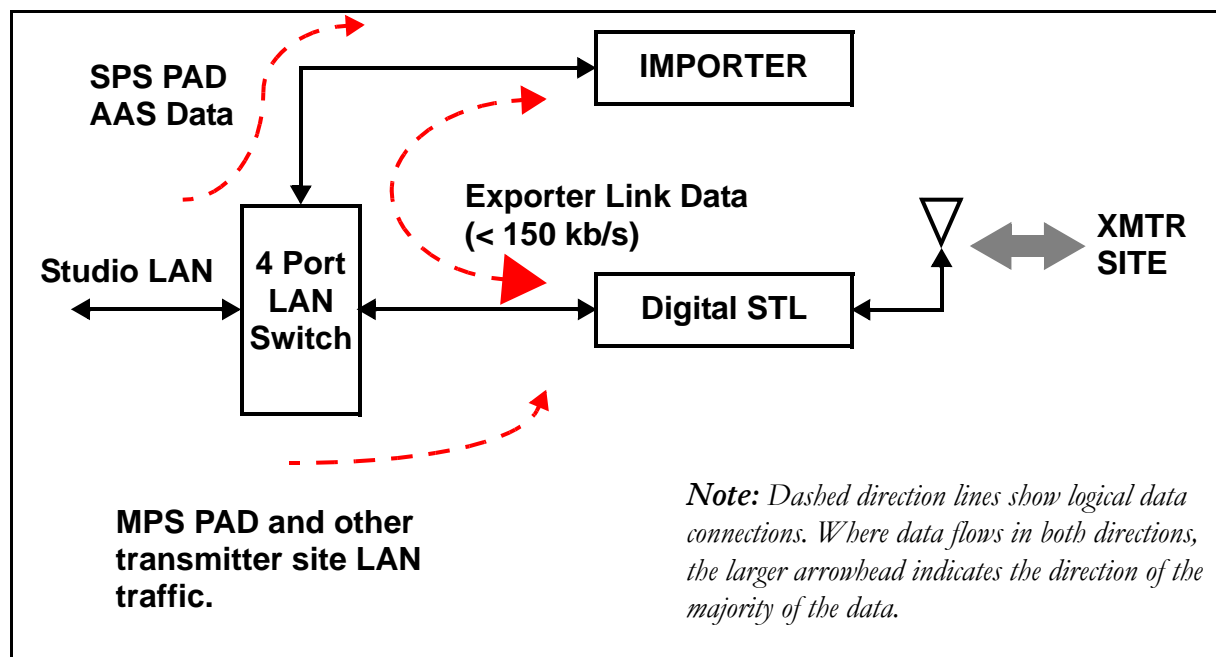 SPS PAD
AAS Data
IMPORTER
Exporter Link Data
(< 150 kb/s)
XMTR
SITE
Studio LAN
4 Port
LAN
Switch
Digital STL
MPS PAD and other
transmitter site LAN
traffic.
Note: Dashed direction lines show logical data
connections. Where data flows in both directions,
the larger arrowhead indicates the direction of the
majority of the data.